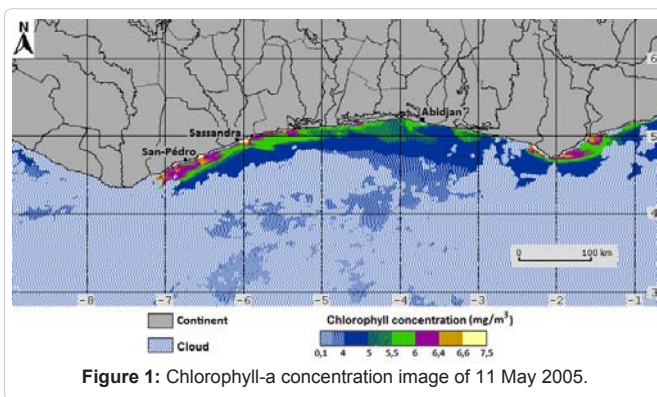 N
6
Abidjan
Sassandra
5
San-Pédro
4
0 100 km
-8 -7 -6 -5 -4 -3 -2 -1 3
Continent
Cloud
Chlorophyll concentration (mg/m³)
0,1 4 5 5,5 6 6,4 6,6 7,5
Figure 1: Chlorophyll-a concentration image of 11 May 2005.